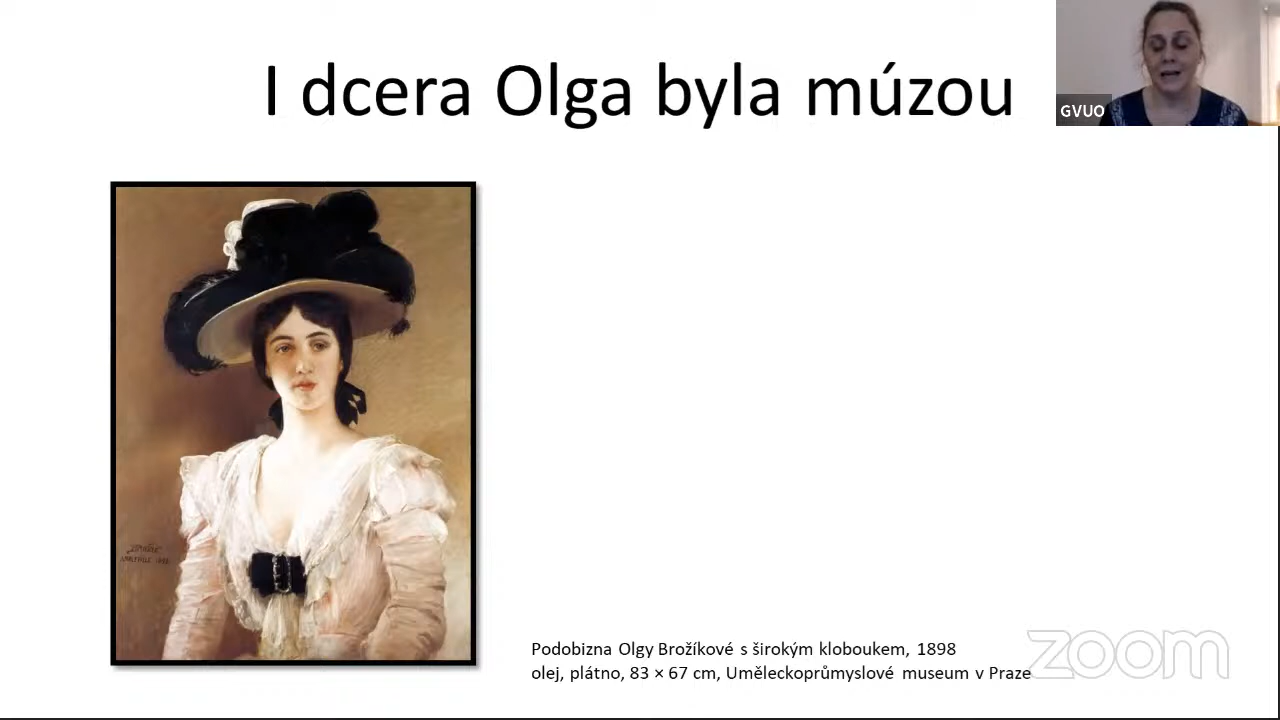 I dcera Olga byla múzou
GVUO
Podobizna Olgy Brožíkové s širokým kloboukem, 1898
olej, plátno, 83 × 67 cm, Uměleckoprůmyslové museum v Praze
zoom